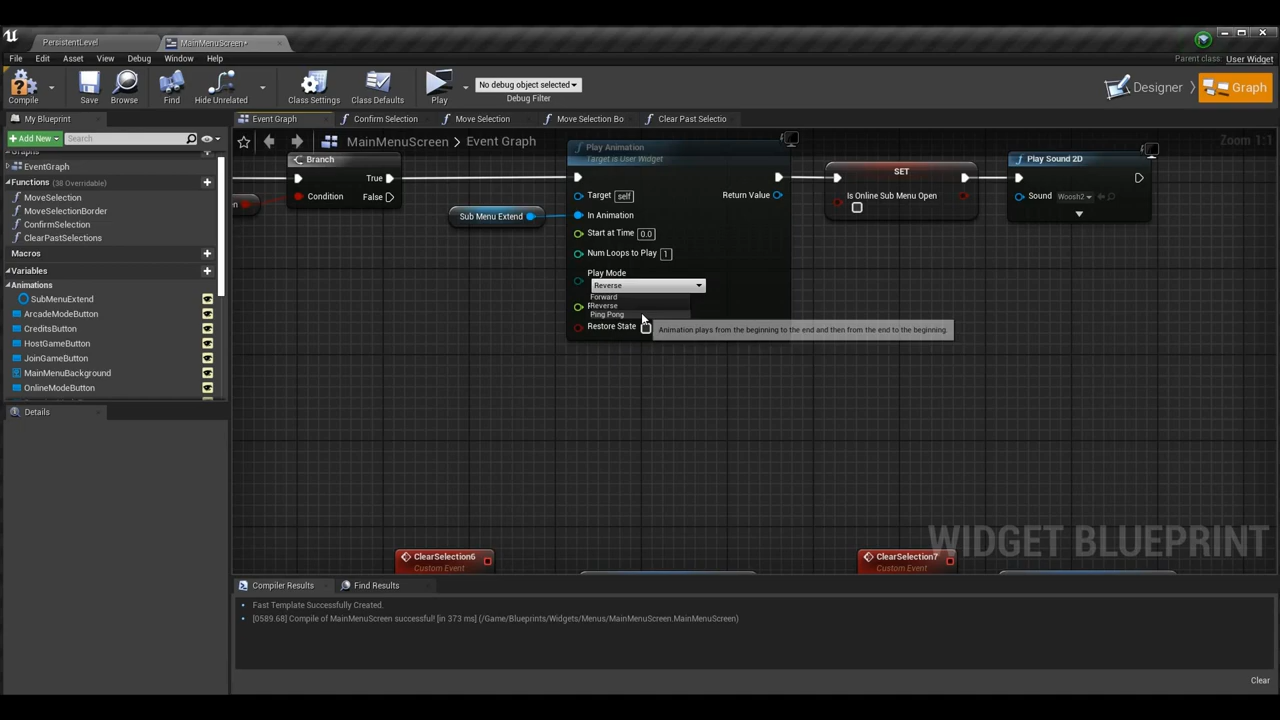 PersistentLevel
MainMenuScreen*
File Edit Asset View Debug Window Help
Parent class: User Widget
Compile Save Browse Find Hide Unrelated Class Settings Class Defaults Play
No debug object selected
Debug Filter
Designer Graph
My Blueprint
Event Graph Confirm Selection Move Selection Move Selection Bo Clear Past Selectio
Add New Search
MainMenuScreen > Event Graph
Zoom 1:1
Graphs
EventGraph
Functions (38 Overridable)
MoveSelection
MoveSelectionBorder
ConfirmSelection
ClearPastSelections
Macros
Variables
Animations
SubMenuExtend
ArcadeModeButton
CreditsButton
HostGameButton
JoinGameButton
MainMenuBackground
OnlineModeButton
Details
Branch
True
Condition False
Sub Menu Extend
Play Animation
Target is User Widget
Target self
Return Value
In Animation
Start at Time 0.0
Num Loops to Play 1
Play Mode
Reverse
Forward
Reverse
Ping Pong
Restore State
Animation plays from the beginning to the end and then from the end to the beginning.
SET
Is Online Sub Menu Open
Play Sound 2D
Sound Woosh2
WIDGET BLUEPRINT
ClearSelection6
Custom Event
ClearSelection7
Custom Event
Compiler Results Find Results
Fast Template Successfully Created.
[0589.68] Compile of MainMenuScreen successful! [in 373 ms] (/Game/Blueprints/Widgets/Menus/MainMenuScreen.MainMenuScreen)
Clear